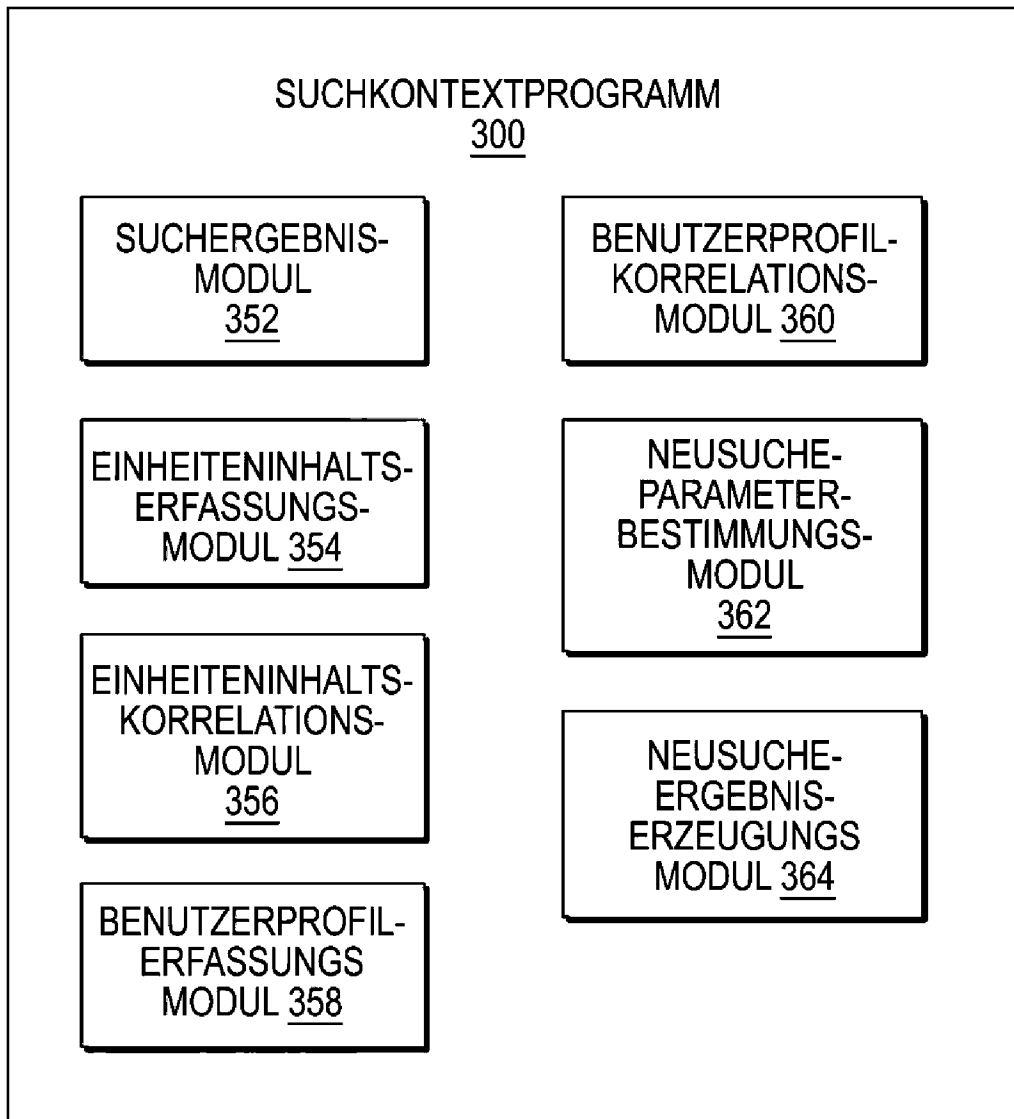 SUCHKONTEXTPROGRAMM
300
SUCHERGEBNIS-
MODUL
352
EINHEITENINHALTS-
ERFASSUNGS-
MODUL 354
EINHEITENINHALTS-
KORRELATIONS-
MODUL
356
BENUTZERPROFIL-
ERFASSUNGS
MODUL 358
BENUTZERPROFIL-
KORRELATIONS-
MODUL 360
NEUSUCHE-
PARAMETER-
BESTIMMUNGS-
MODUL
362
NEUSUCHE-
ERGEBNIS-
ERZEUGUNGS
MODUL 364